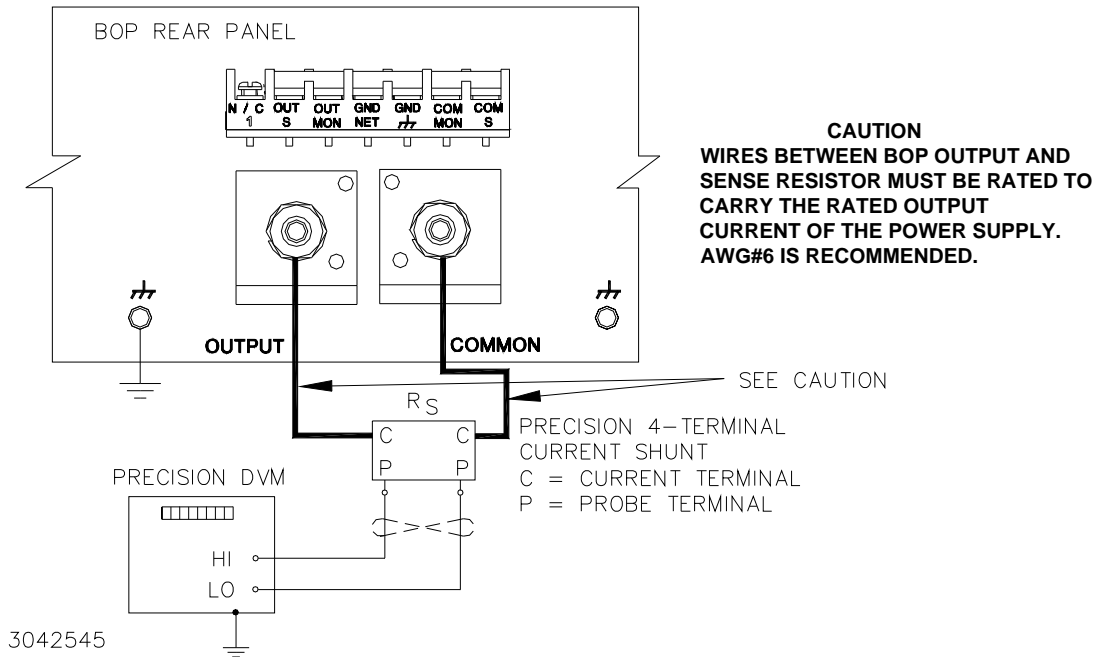 BOP REAR PANEL
N / C OUT OUT GND GND COM COM
1 S MON NET MON S
CAUTION
WIRES BETWEEN BOP OUTPUT AND
SENSE RESISTOR MUST BE RATED TO
CARRY THE RATED OUTPUT
CURRENT OF THE POWER SUPPLY.
AWG#6 IS RECOMMENDED.
OUTPUT
COMMON
SEE CAUTION
RS
C C
P P
PRECISION 4-TERMINAL
CURRENT SHUNT
C = CURRENT TERMINAL
P = PROBE TERMINAL
PRECISION DVM
HI
LO
3042545